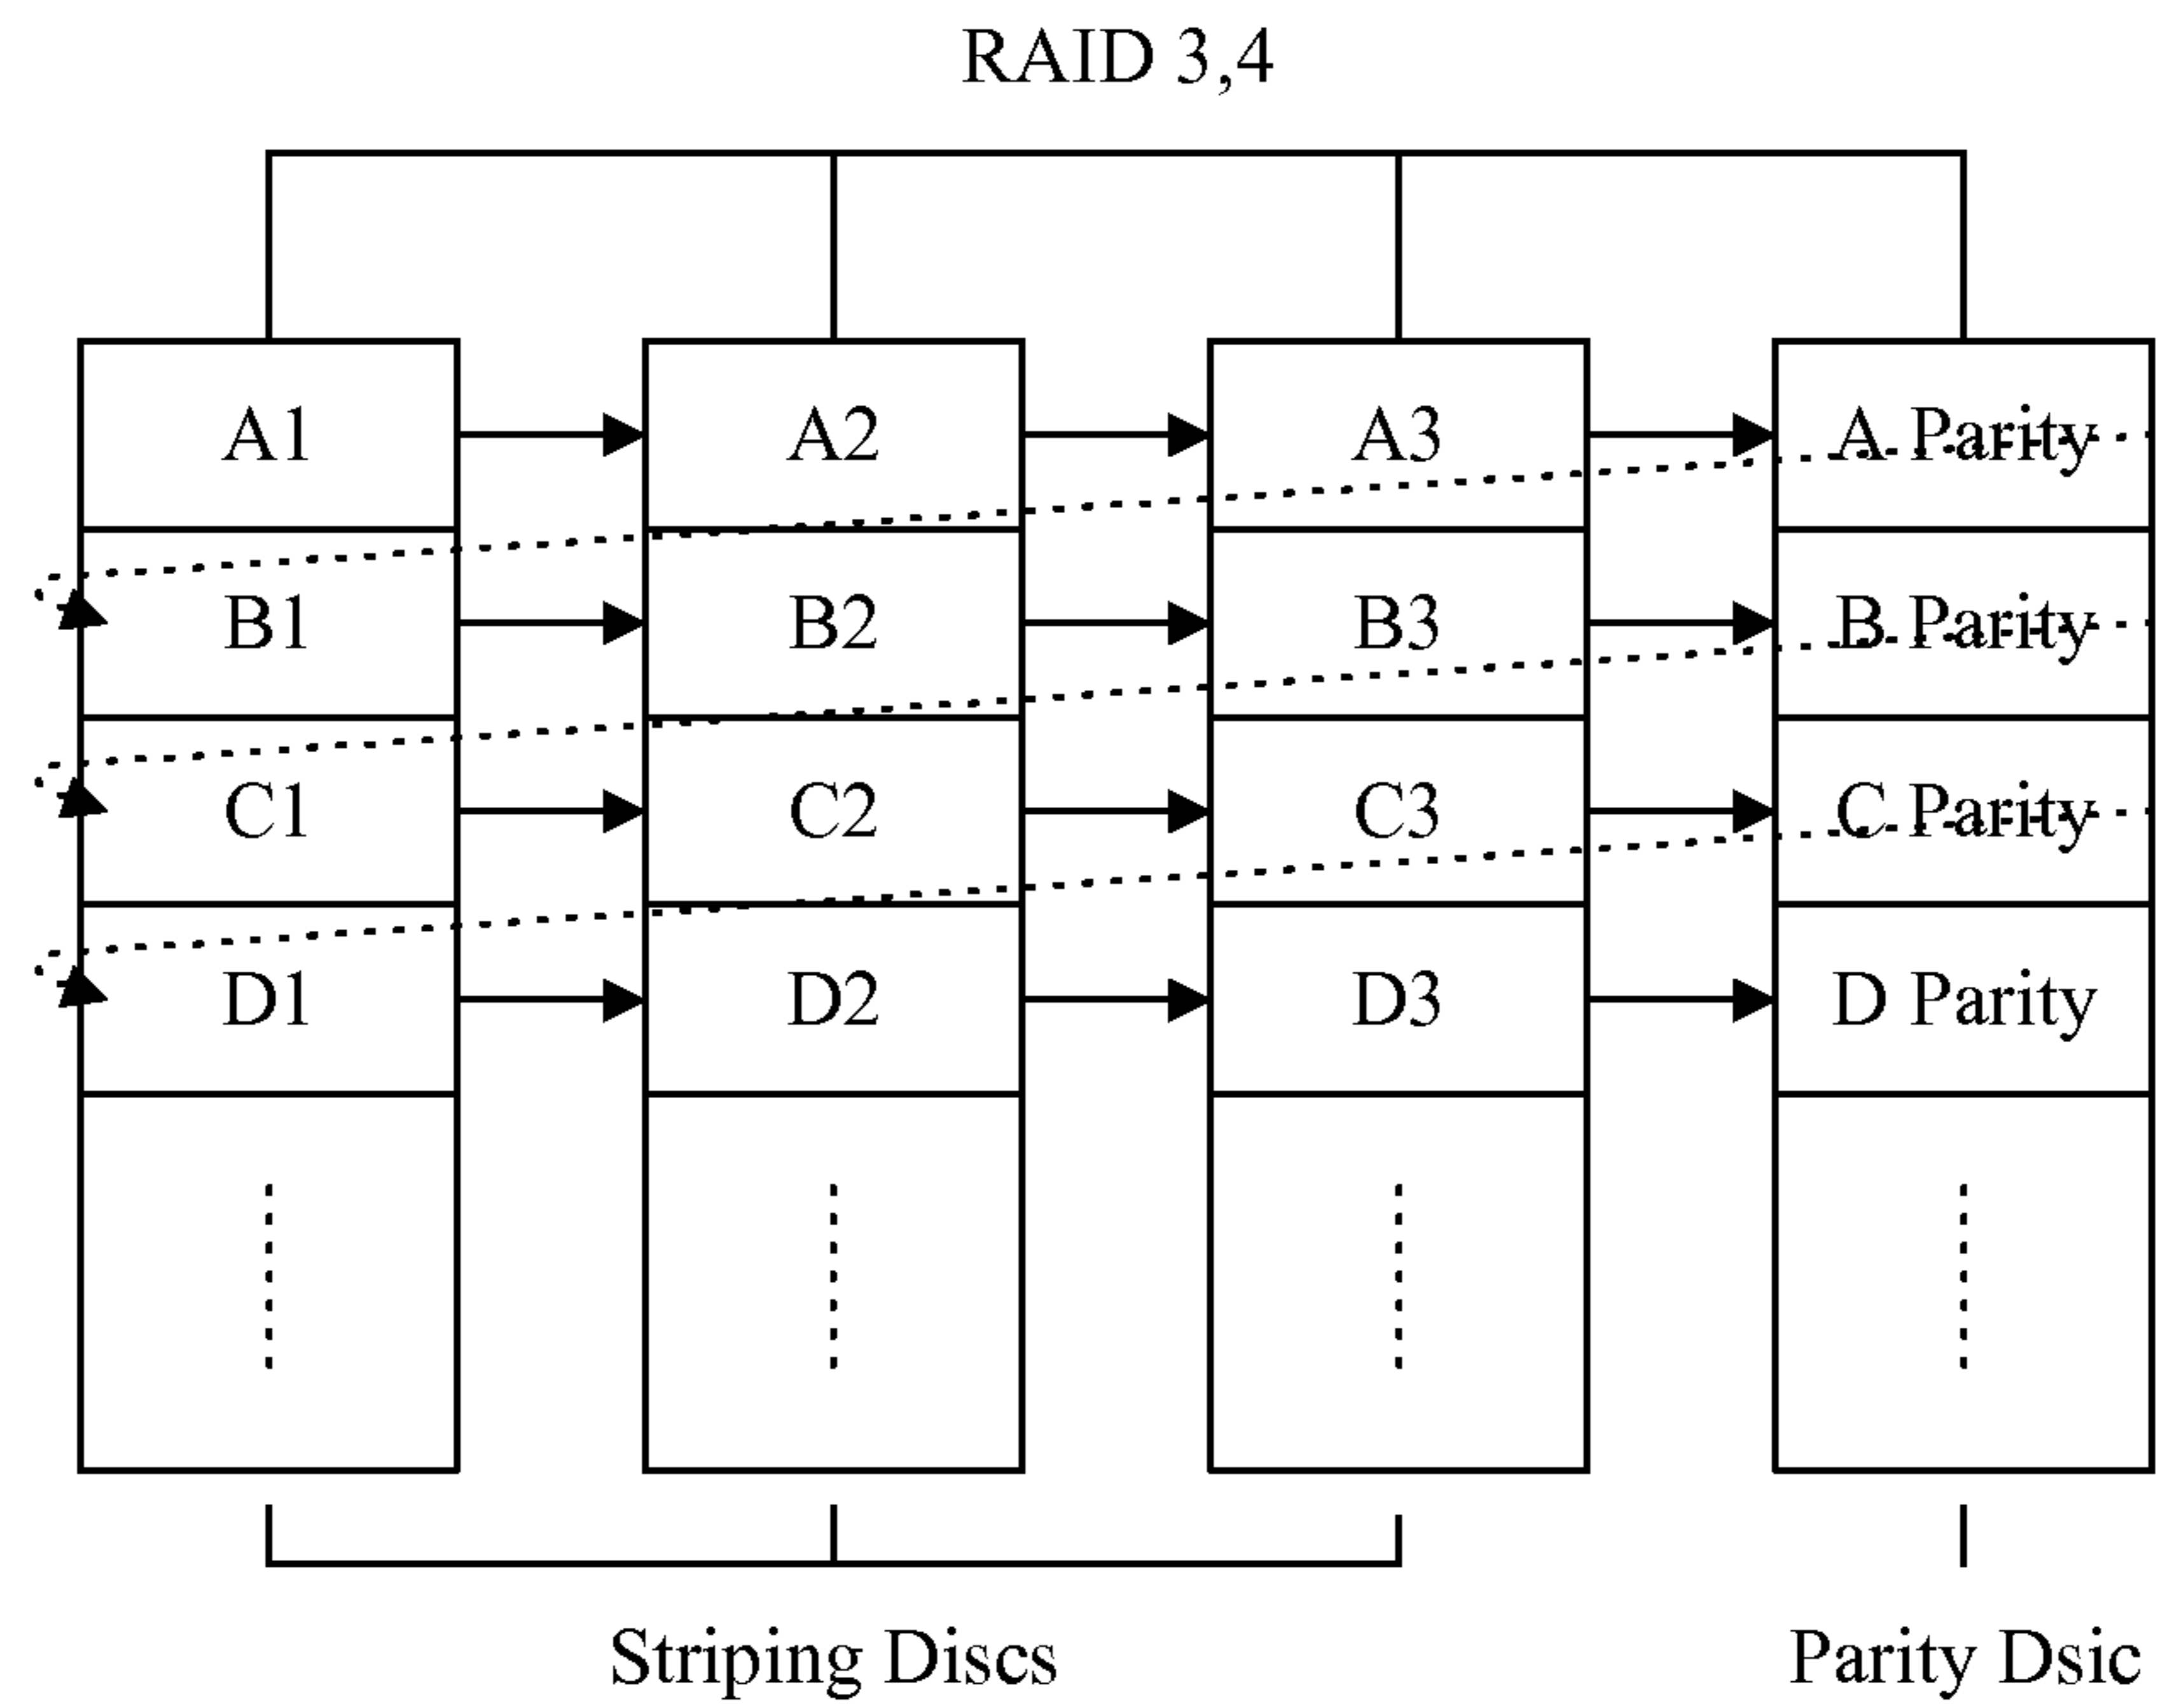 RAID 3,4
A1 A2 A3 A Parity
B1 B2 B3 B Parity
C1 C2 C3 C Parity
D1 D2 D3 D Parity
Striping Discs Parity Dsic